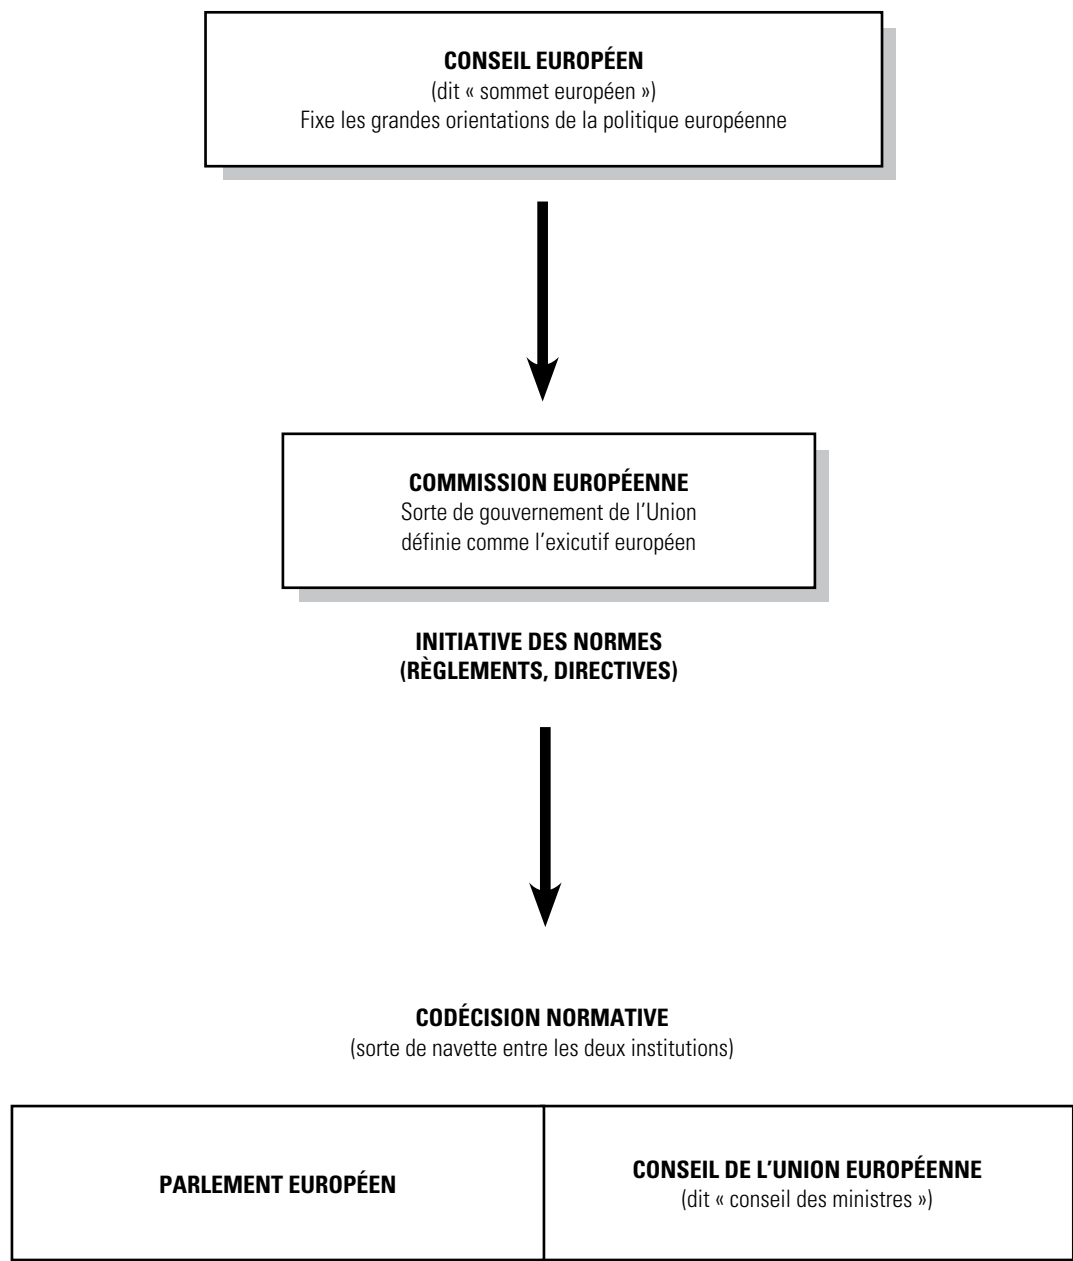 CONSEIL EUROPÉEN
(dit « sommet européen »)
Fixe les grandes orientations de la politique européenne
COMMISSION EUROPÉENNE
Sorte de gouvernement de l’Union
définie comme l’exicutif européen
INITIATIVE DES NORMES
(RÈGLEMENTS, DIRECTIVES)
CODÉCISION NORMATIVE
(sorte de navette entre les deux institutions)
PARLEMENT EUROPÉEN
CONSEIL DE L’UNION EUROPÉENNE
(dit « conseil des ministres »)